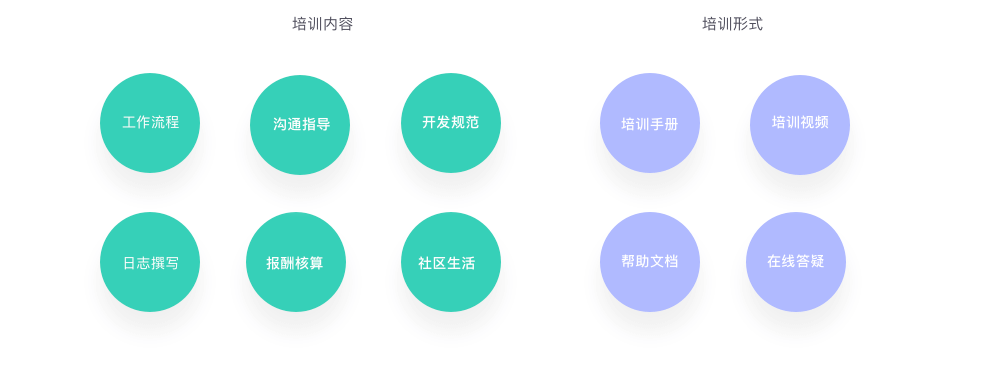 培训内容
培训形式
工作流程
沟通指导
开发规范
培训手册
培训视频
日志撰写
报酬核算
社区生活
帮助文档
在线答疑